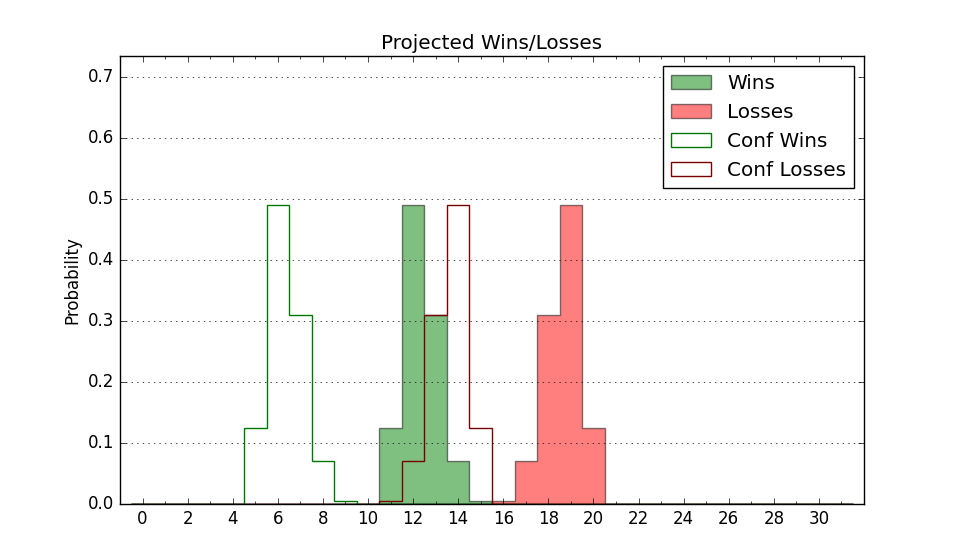 Projected Wins/Losses
Probability
0.7
0.6
0.5
0.4
0.3
0.2
0.1
0.0
Wins
Losses
Conf Wins
Conf Losses
0 2 4 6 8 10 12 14 16 18 20 22 24 26 28 30